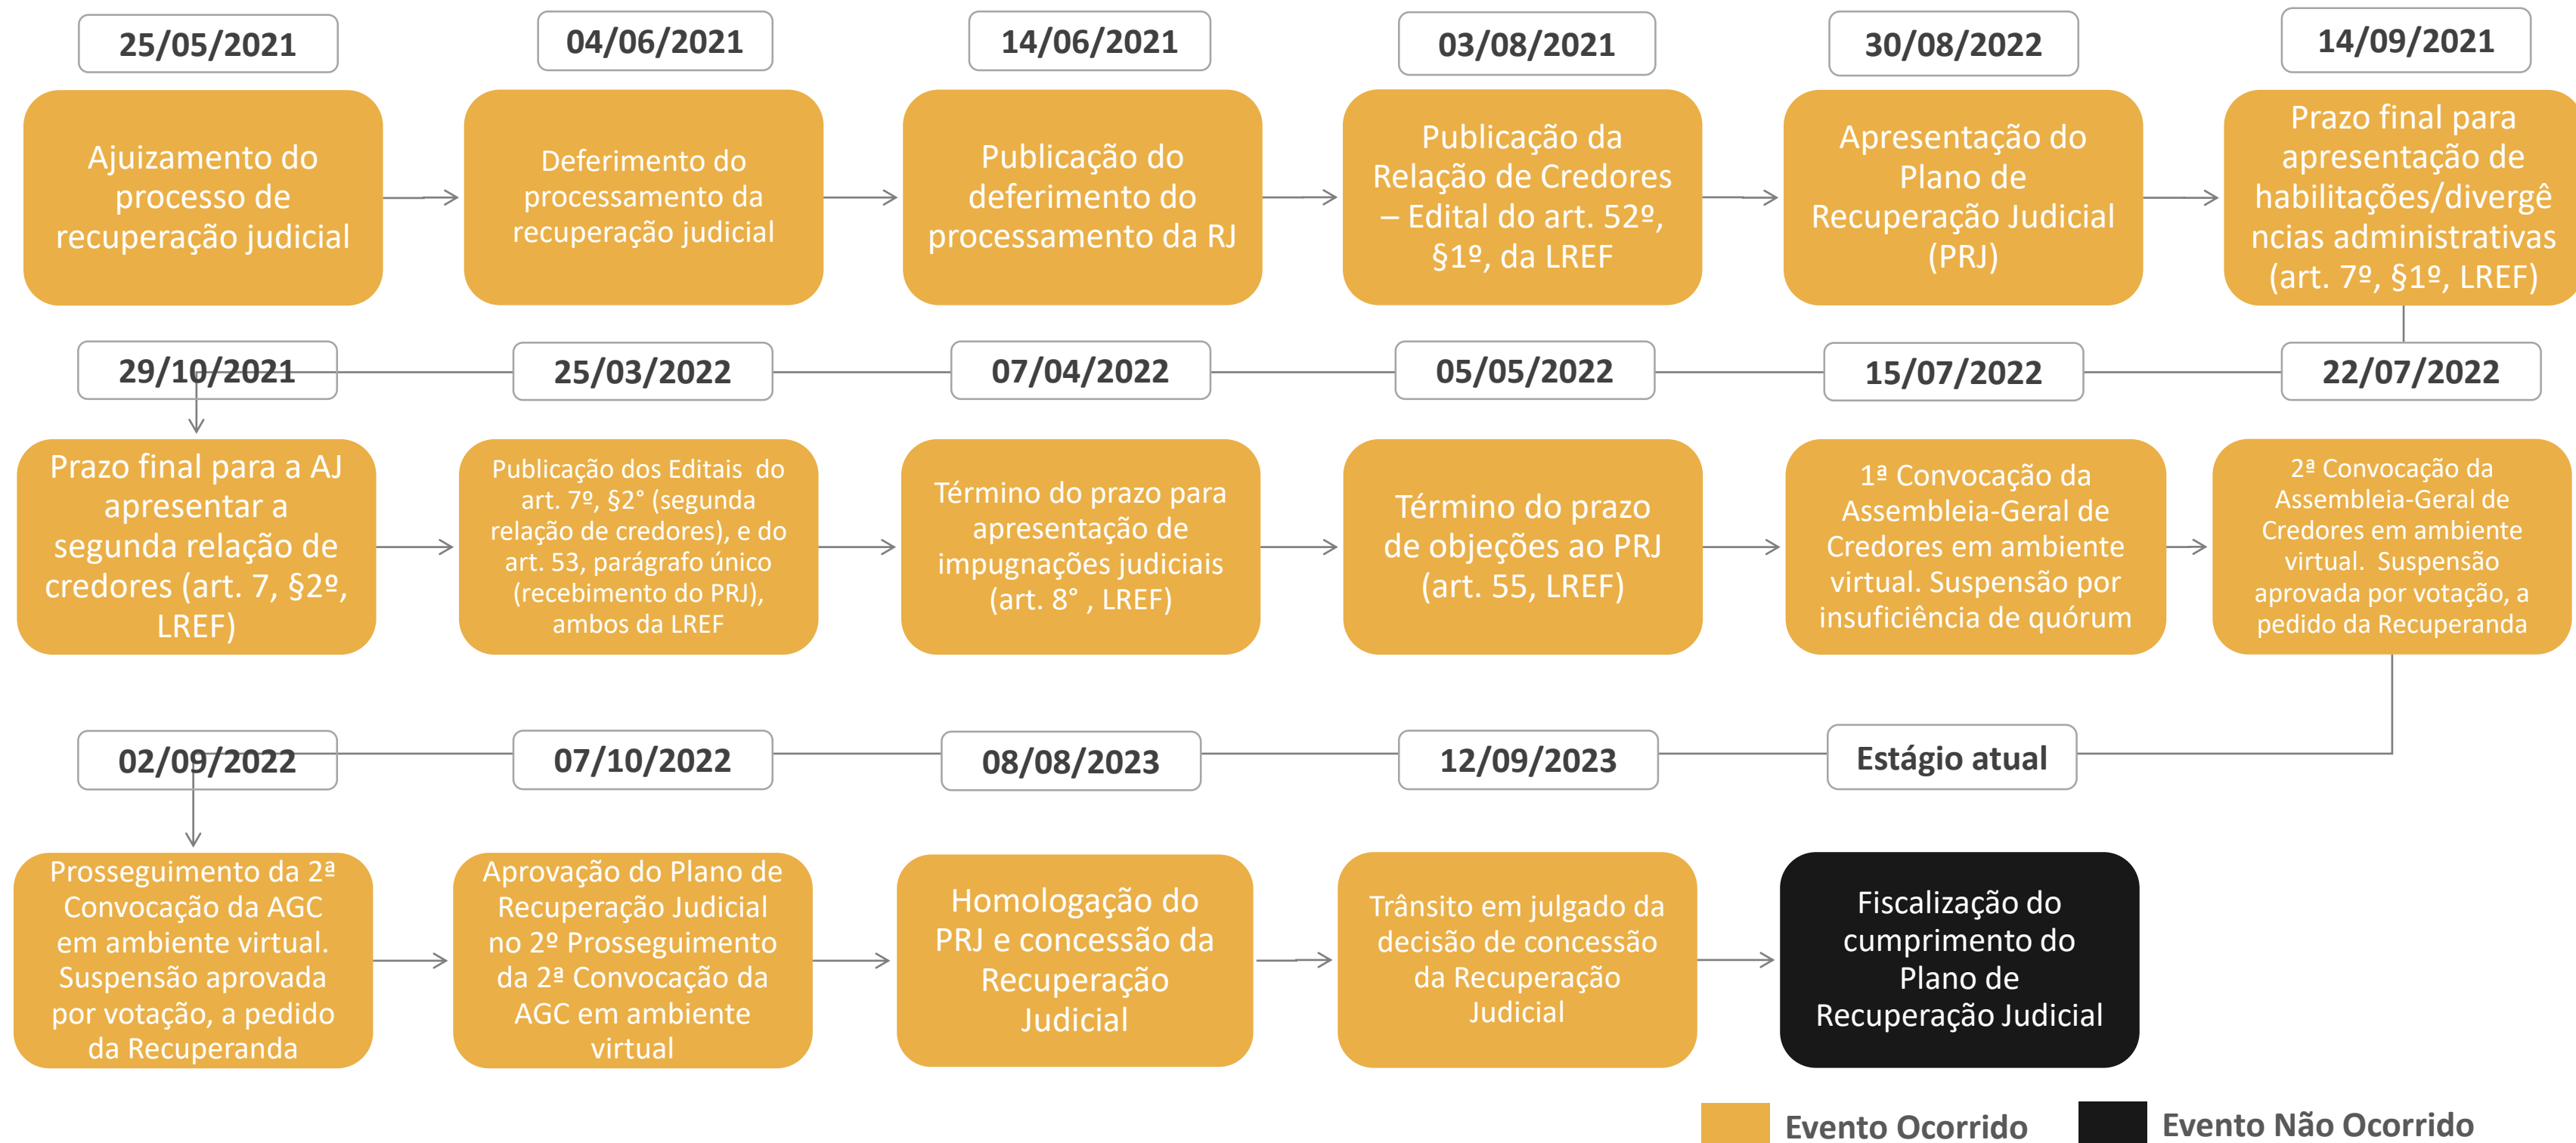 25/05/2021
Ajuizamento do
processo de
recuperação judicial
04/06/2021
Deferimento do
processamento da
recuperação judicial
14/06/2021
Publicação do
deferimento do
processamento da RJ
03/08/2021
Publicação da
Relação de Credores
– Edital do art. 52º,
§1º, da LREF
30/08/2022
Apresentação do
Plano de
Recuperação Judicial
(PRJ)
14/09/2021
Prazo final para
apresentação de
habilitações/divergê
ncias administrativas
(art. 7º, §1º, LREF)
29/10/2021
Prazo final para a AJ
apresentar a
segunda relação de
credores (art. 7, §2º,
LREF)
25/03/2022
Publicação dos Editais do
art. 7º, §2° (segunda
relação de credores), e do
art. 53, parágrafo único
(recebimento do PRJ),
ambos da LREF
07/04/2022
Término do prazo para
apresentação de
impugnações judiciais
(art. 8° , LREF)
05/05/2022
Término do prazo
de objeções ao PRJ
(art. 55, LREF)
15/07/2022
1ª Convocação da
Assembleia-Geral de
Credores em ambiente
virtual. Suspensão por
insuficiência de quórum
22/07/2022
2ª Convocação da
Assembleia-Geral de
Credores em ambiente
virtual. Suspensão
aprovada por votação, a
pedido da Recuperanda
02/09/2022
Prosseguimento da 2ª
Convocação da AGC
em ambiente virtual.
Suspensão aprovada
por votação, a pedido
da Recuperanda
07/10/2022
Aprovação do Plano de
Recuperação Judicial
no 2º Prosseguimento
da 2ª Convocação da
AGC em ambiente
virtual
08/08/2023
Homologação do
PRJ e concessão da
Recuperação
Judicial
12/09/2023
Trânsito em julgado da
decisão de concessão
da Recuperação
Judicial
Estágio atual
Fiscalização do
cumprimento do
Plano de
Recuperação Judicial
Evento Ocorrido
Evento Não Ocorrido